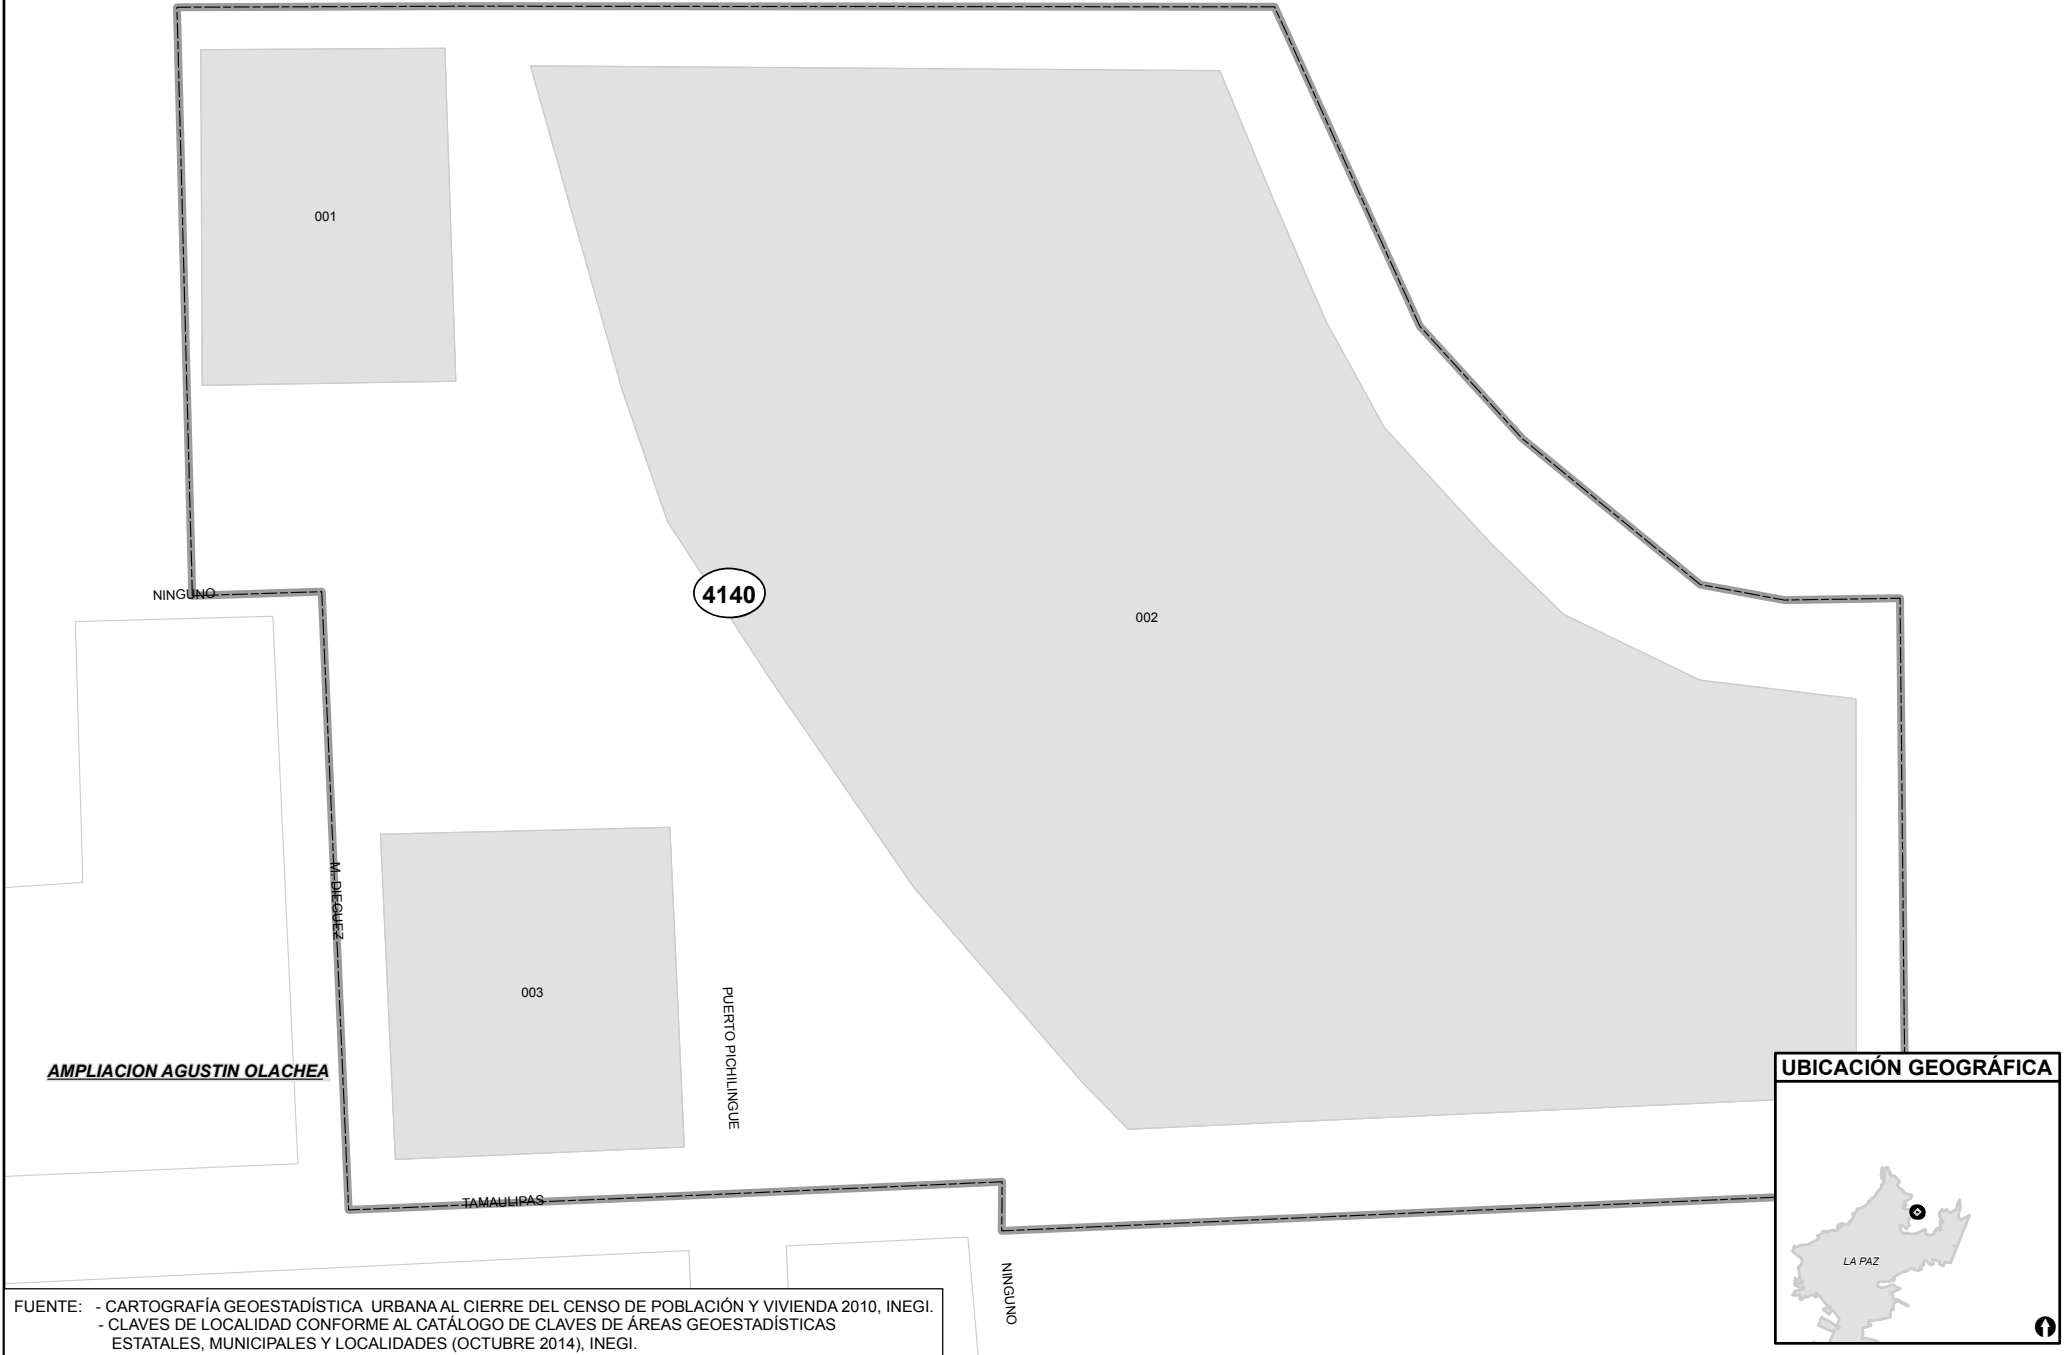 001
NINGUNO
4140
002
M. DIEGUEZ
003
PUERTO PICHILINGUE
AMPLIACION AGUSTIN OLACHEA
TAMAULIPAS
NINGUNO
UBICACIÓN GEOGRÁFICA
LA PAZ
FUENTE: - CARTOGRAFÍA GEOESTADÍSTICA URBANA AL CIERRE DEL CENSO DE POBLACIÓN Y VIVIENDA 2010, INEGI.
- CLAVES DE LOCALIDAD CONFORME AL CATÁLOGO DE CLAVES DE ÁREAS GEOESTADÍSTICAS
ESTATALES, MUNICIPALES Y LOCALIDADES (OCTUBRE 2014), INEGI.